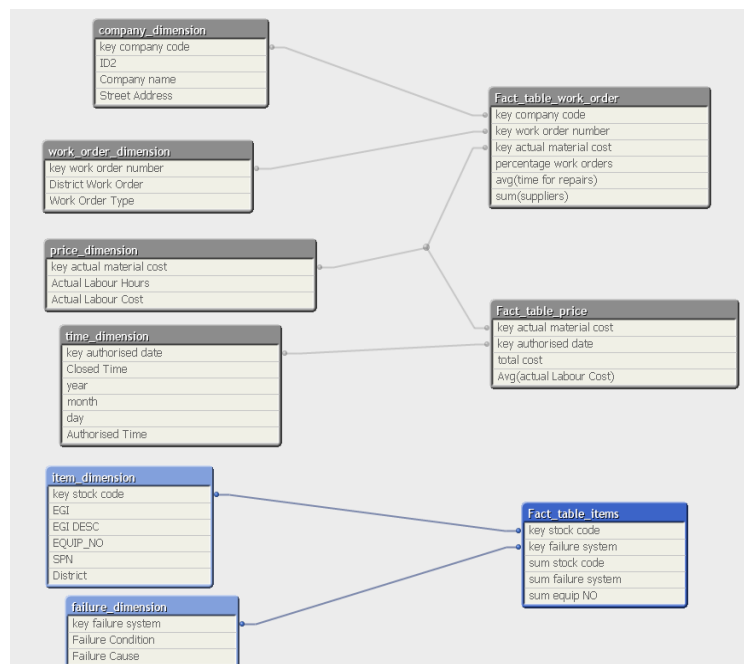 company_dimension
key company code
ID2
Company name
Street Address
Fact_table_work_order
key company code
key work order number
key actual material cost
percentage work orders
avg(time for repairs)
sum(suppliers)
work_order_dimension
key work order number
District Work Order
Work Order Type
price_dimension
key actual material cost
Actual Labour Hours
Actual Labour Cost
Fact_table_price
key actual material cost
key authorised date
total cost
Avg(actual Labour Cost)
time_dimension
key authorised date
Closed Time
year
month
day
Authorised Time
item_dimension
key stock code
EGI
EGI DESC
EQUIP_NO
SPN
District
Fact_table_items
key stock code
key failure system
sum stock code
sum failure system
sum equip NO
failure_dimension
key failure system
Failure Condition
Failure Cause